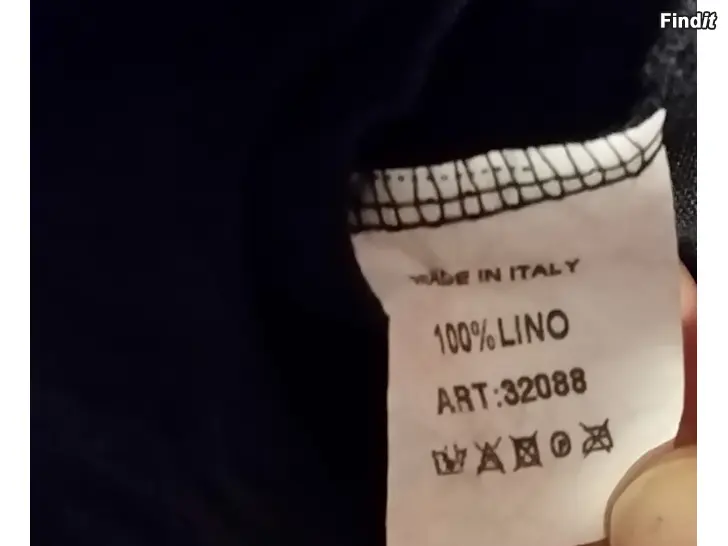 Findit
MADE IN ITALY
100% LINO
ART:32088